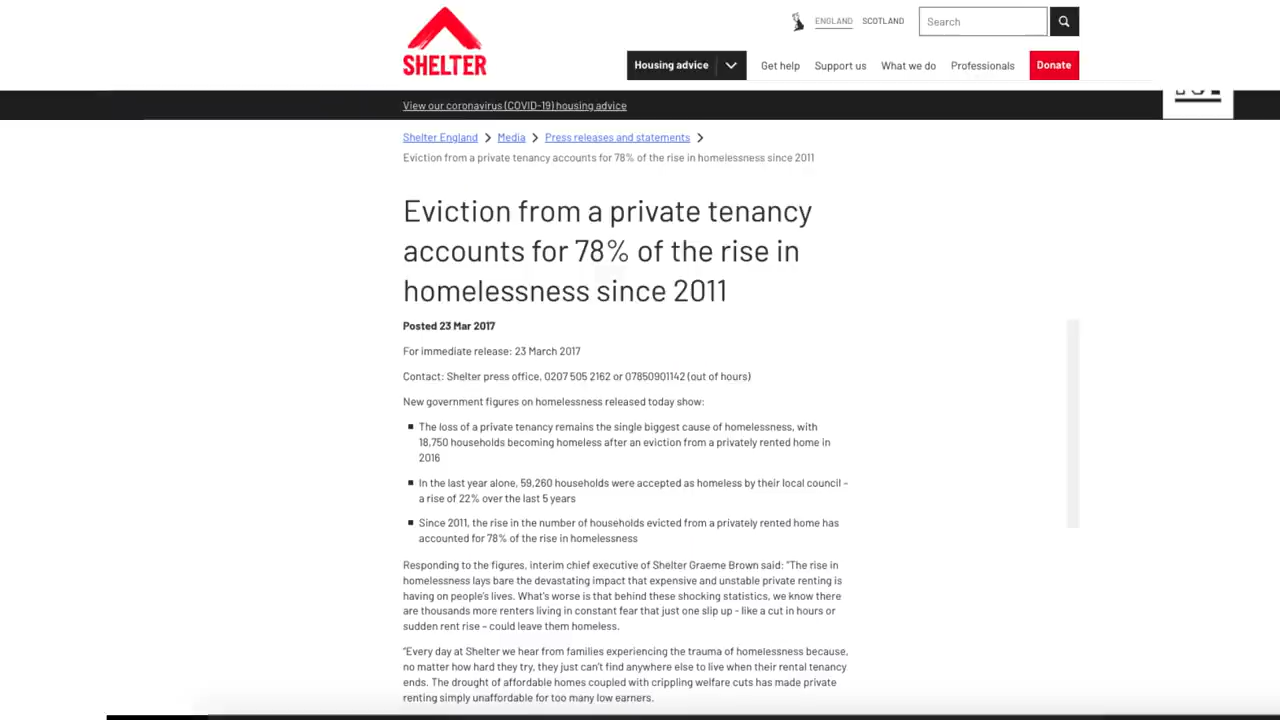 SHELTER
ENGLAND SCOTLAND Search
Housing advice Get help Support us What we do Professionals Donate
View our coronavirus (COVID-19) housing advice
Shelter England Media Press releases and statements
Eviction from a private tenancy accounts for 78% of the rise in homelessness since 2011
Eviction from a private tenancy
accounts for 78% of the rise in
homelessness since 2011
Posted 23 Mar 2017
For immediate release: 23 March 2017
Contact: Shelter press office, 0207 505 2162 or 07850901142 (out of hours)
New government figures on homelessness released today show:
The loss of a private tenancy remains the single biggest cause of homelessness, with
18,750 households becoming homeless after an eviction from a privately rented home in
2016
In the last year alone, 59,260 households were accepted as homeless by their local council –
a rise of 22% over the last 5 years
Since 2011, the rise in the number of households evicted from a privately rented home has
accounted for 78% of the rise in homelessness
Responding to the figures, interim chief executive of Shelter Graeme Brown said: "The rise in
homelessness lays bare the devastating impact that expensive and unstable private renting is
having on people's lives. What's worse is that behind these shocking statistics, we know there
are thousands more renters living in constant fear that just one slip up - like a cut in hours or
sudden rent rise – could leave them homeless.
"Every day at Shelter we hear from families experiencing the trauma of homelessness because,
no matter how hard they try, they just can't find anywhere else to live when their rental tenancy
ends. The drought of affordable homes coupled with crippling welfare cuts has made private
renting simply unaffordable for too many low earners.